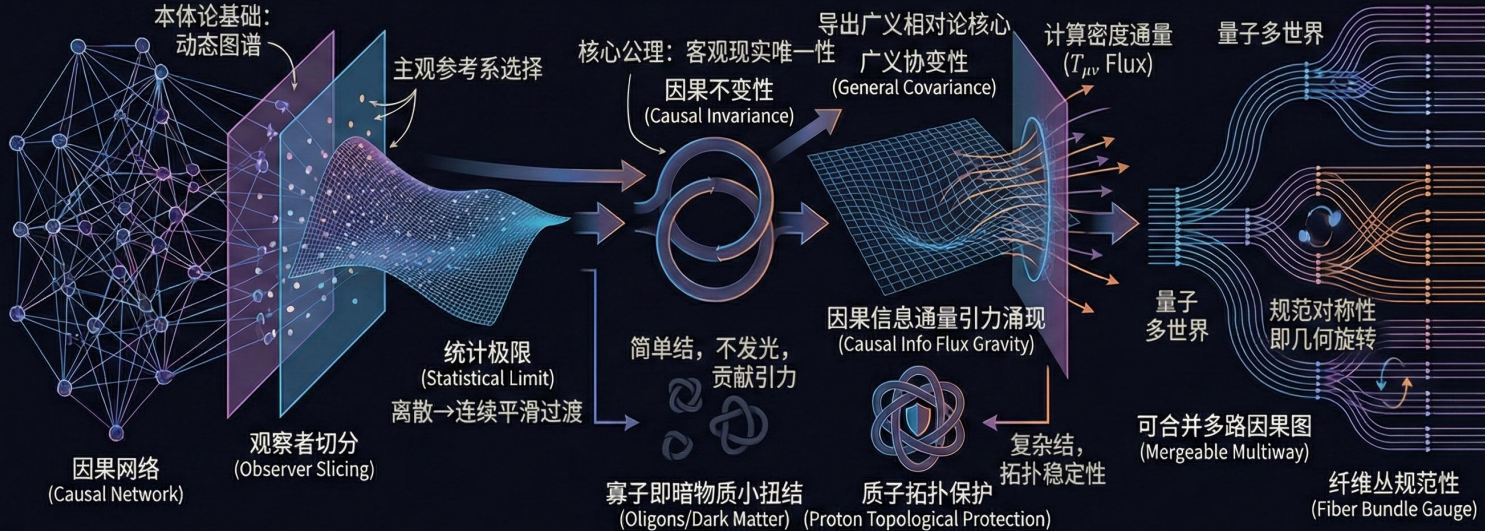 本体论基础：
动态图谱
主观参考系选择
核心公理：客观现实唯一性
因果不变性
(Causal Invariance)
导出广义相对论核心
广义协变性
(General Covariance)
计算密度通量
(Tμν Flux)
量子多世界
统计极限
(Statistical Limit)
离散→连续平滑过渡
因果网络
(Causal Network)
观察者切分
(Observer Slicing)
简单结，不发光，
贡献引力
寡子即暗物质小扭结
(Oligons/Dark Matter)
因果信息通量引力涌现
(Causal Info Flux Gravity)
质子拓扑保护
(Proton Topological Protection)
复杂结，
拓扑稳定性
量子
多世界
规范对称性
即几何旋转
可合并多路因果图
(Mergeable Multiway)
纤维丛规范性
(Fiber Bundle Gauge)